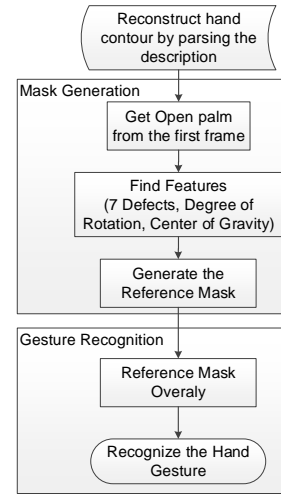 Reconstruct hand
contour by parsing the
description
Mask Generation
Get Open palm
from the first frame
Find Features
(7 Defects, Degree of
Rotation, Center of Gravity)
Generate the
Reference Mask
Gesture Recognition
Reference Mask
Overaly
Recognize the Hand
Gesture